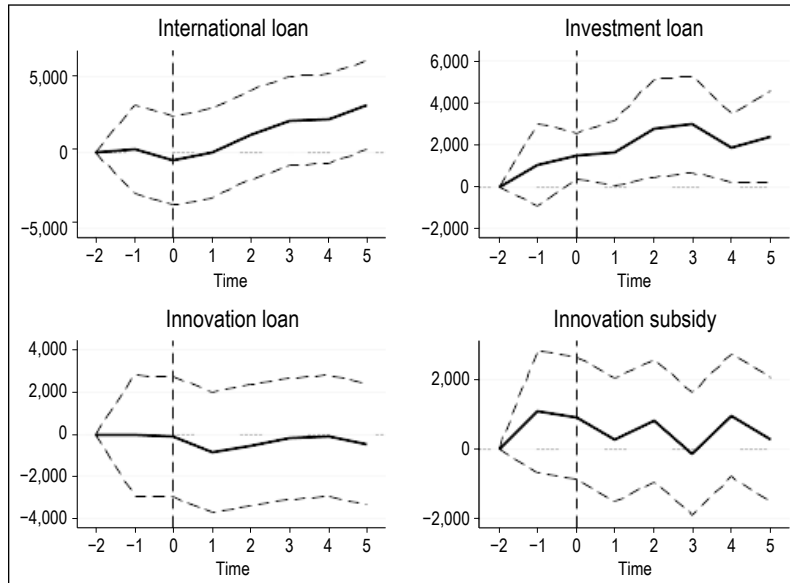 International loan
5,000
0
−5,000
−2 −1 0 1 2 3 4 5
Time
Investment loan
6,000
4,000
2,000
0
−2,000
−2 −1 0 1 2 3 4 5
Time
Innovation loan
4,000
2,000
0
−2,000
−4,000
−2 −1 0 1 2 3 4 5
Time
Innovation subsidy
2,000
0
−2,000
−2 −1 0 1 2 3 4 5
Time